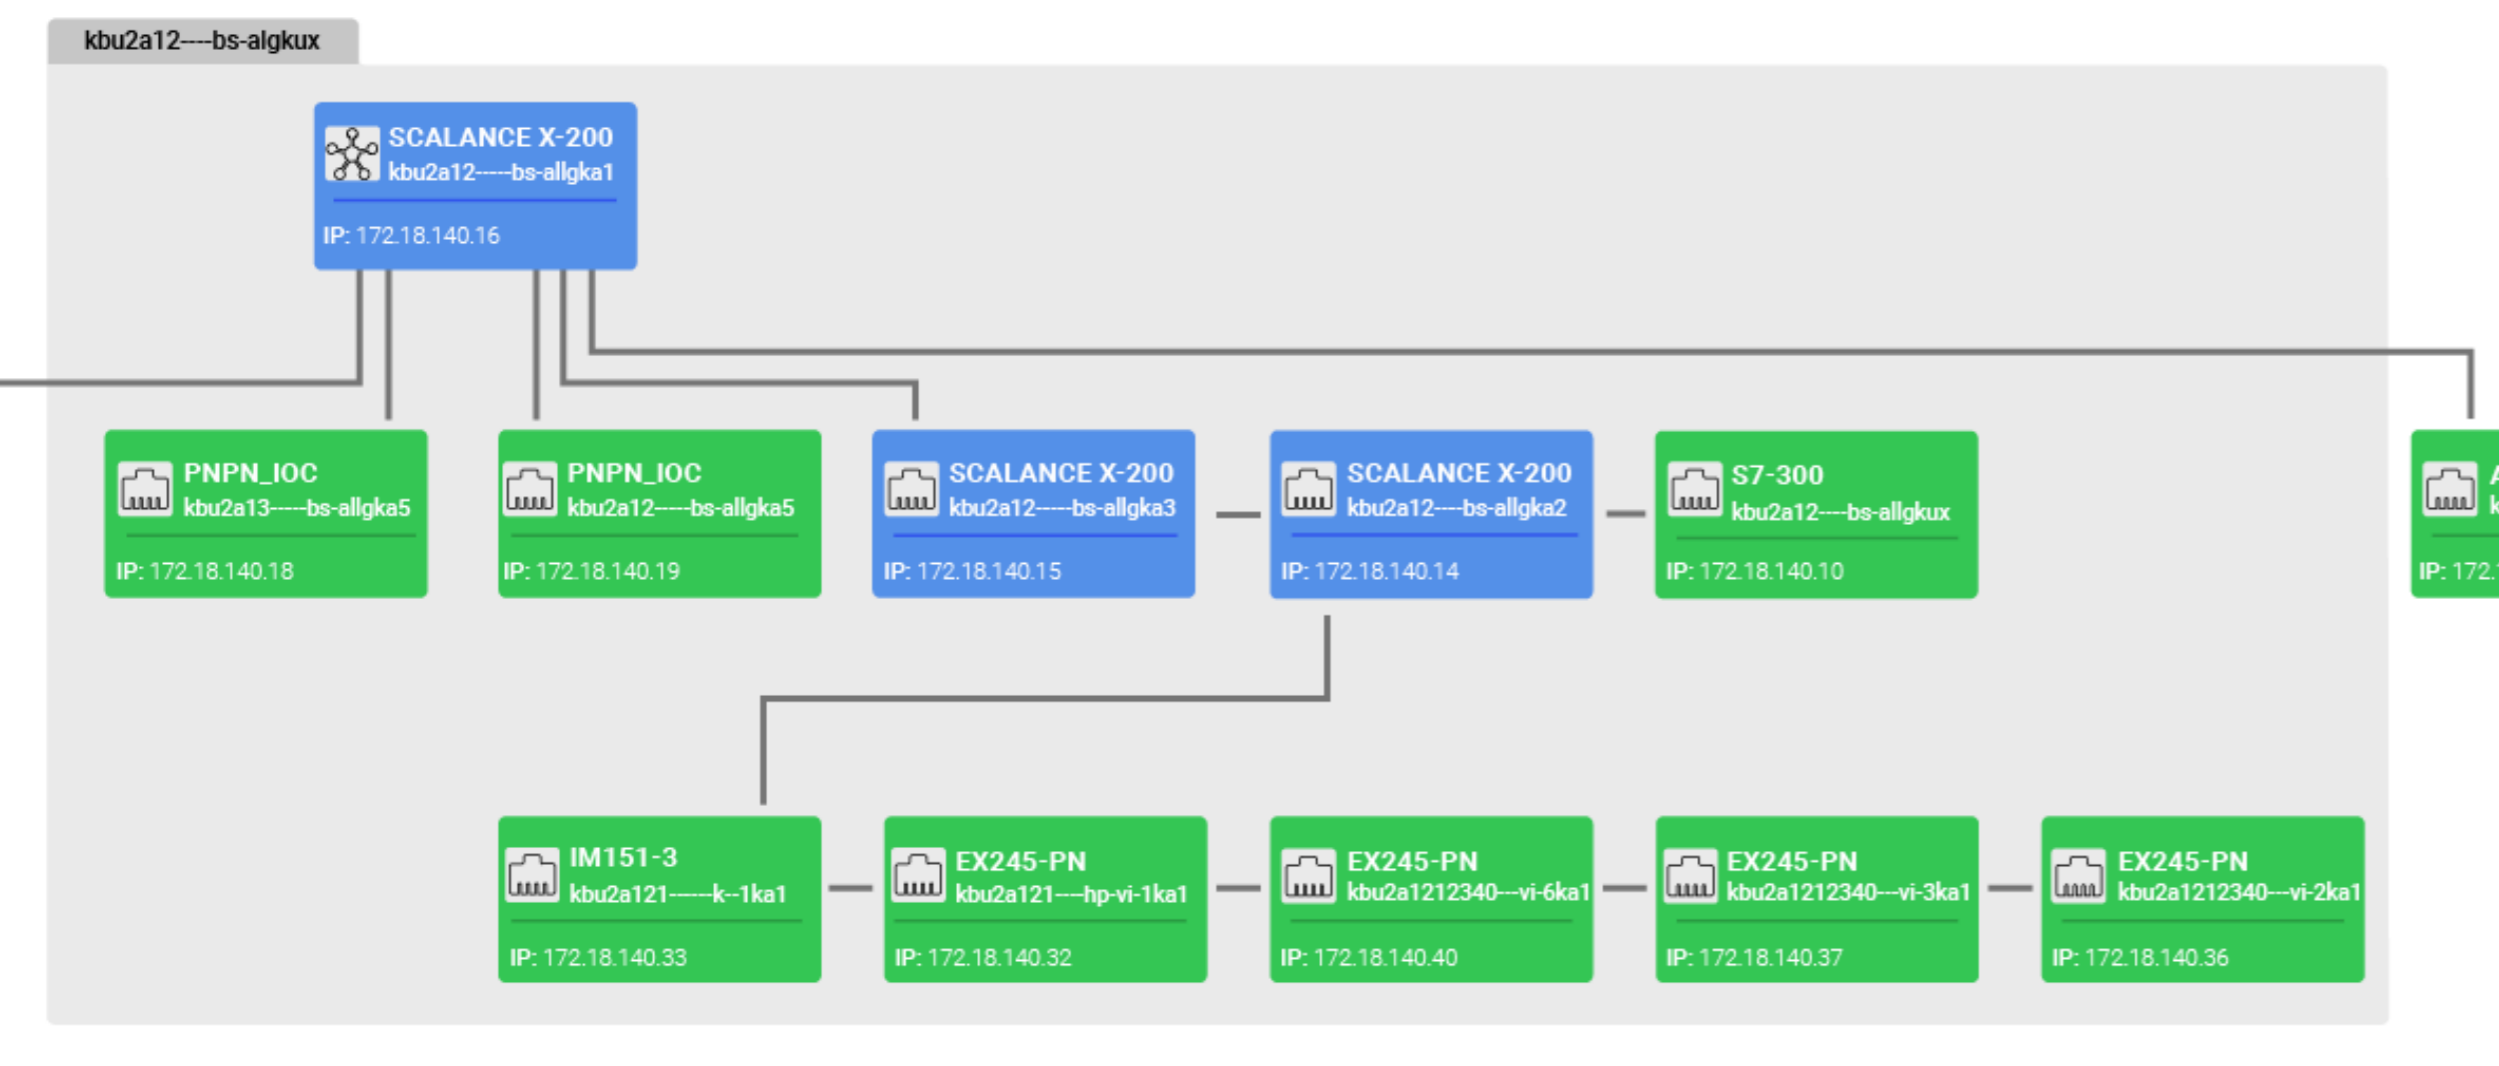 kbu2a12----bs-algkux
SCALANCE X-200
kbu2a12-----bs-allgka1
IP: 172.18.140.16
PNPN_IOC
kbu2a13-----bs-allgka5
IP: 172.18.140.18
PNPN_IOC
kbu2a12-----bs-allgka5
IP: 172.18.140.19
SCALANCE X-200
kbu2a12-----bs-allgka3
IP: 172.18.140.15
SCALANCE X-200
kbu2a12----bs-allgka2
IP: 172.18.140.14
S7-300
kbu2a12----bs-allgkux
IP: 172.18.140.10
IP: 172.
IM151-3
kbu2a121------k--1ka1
IP: 172.18.140.33
EX245-PN
kbu2a121----hp-vi-1ka1
IP: 172.18.140.32
EX245-PN
kbu2a1212340---vi-6ka1
IP: 172.18.140.40
EX245-PN
kbu2a1212340---vi-3ka1
IP: 172.18.140.37
EX245-PN
kbu2a1212340---vi-2ka1
IP: 172.18.140.36